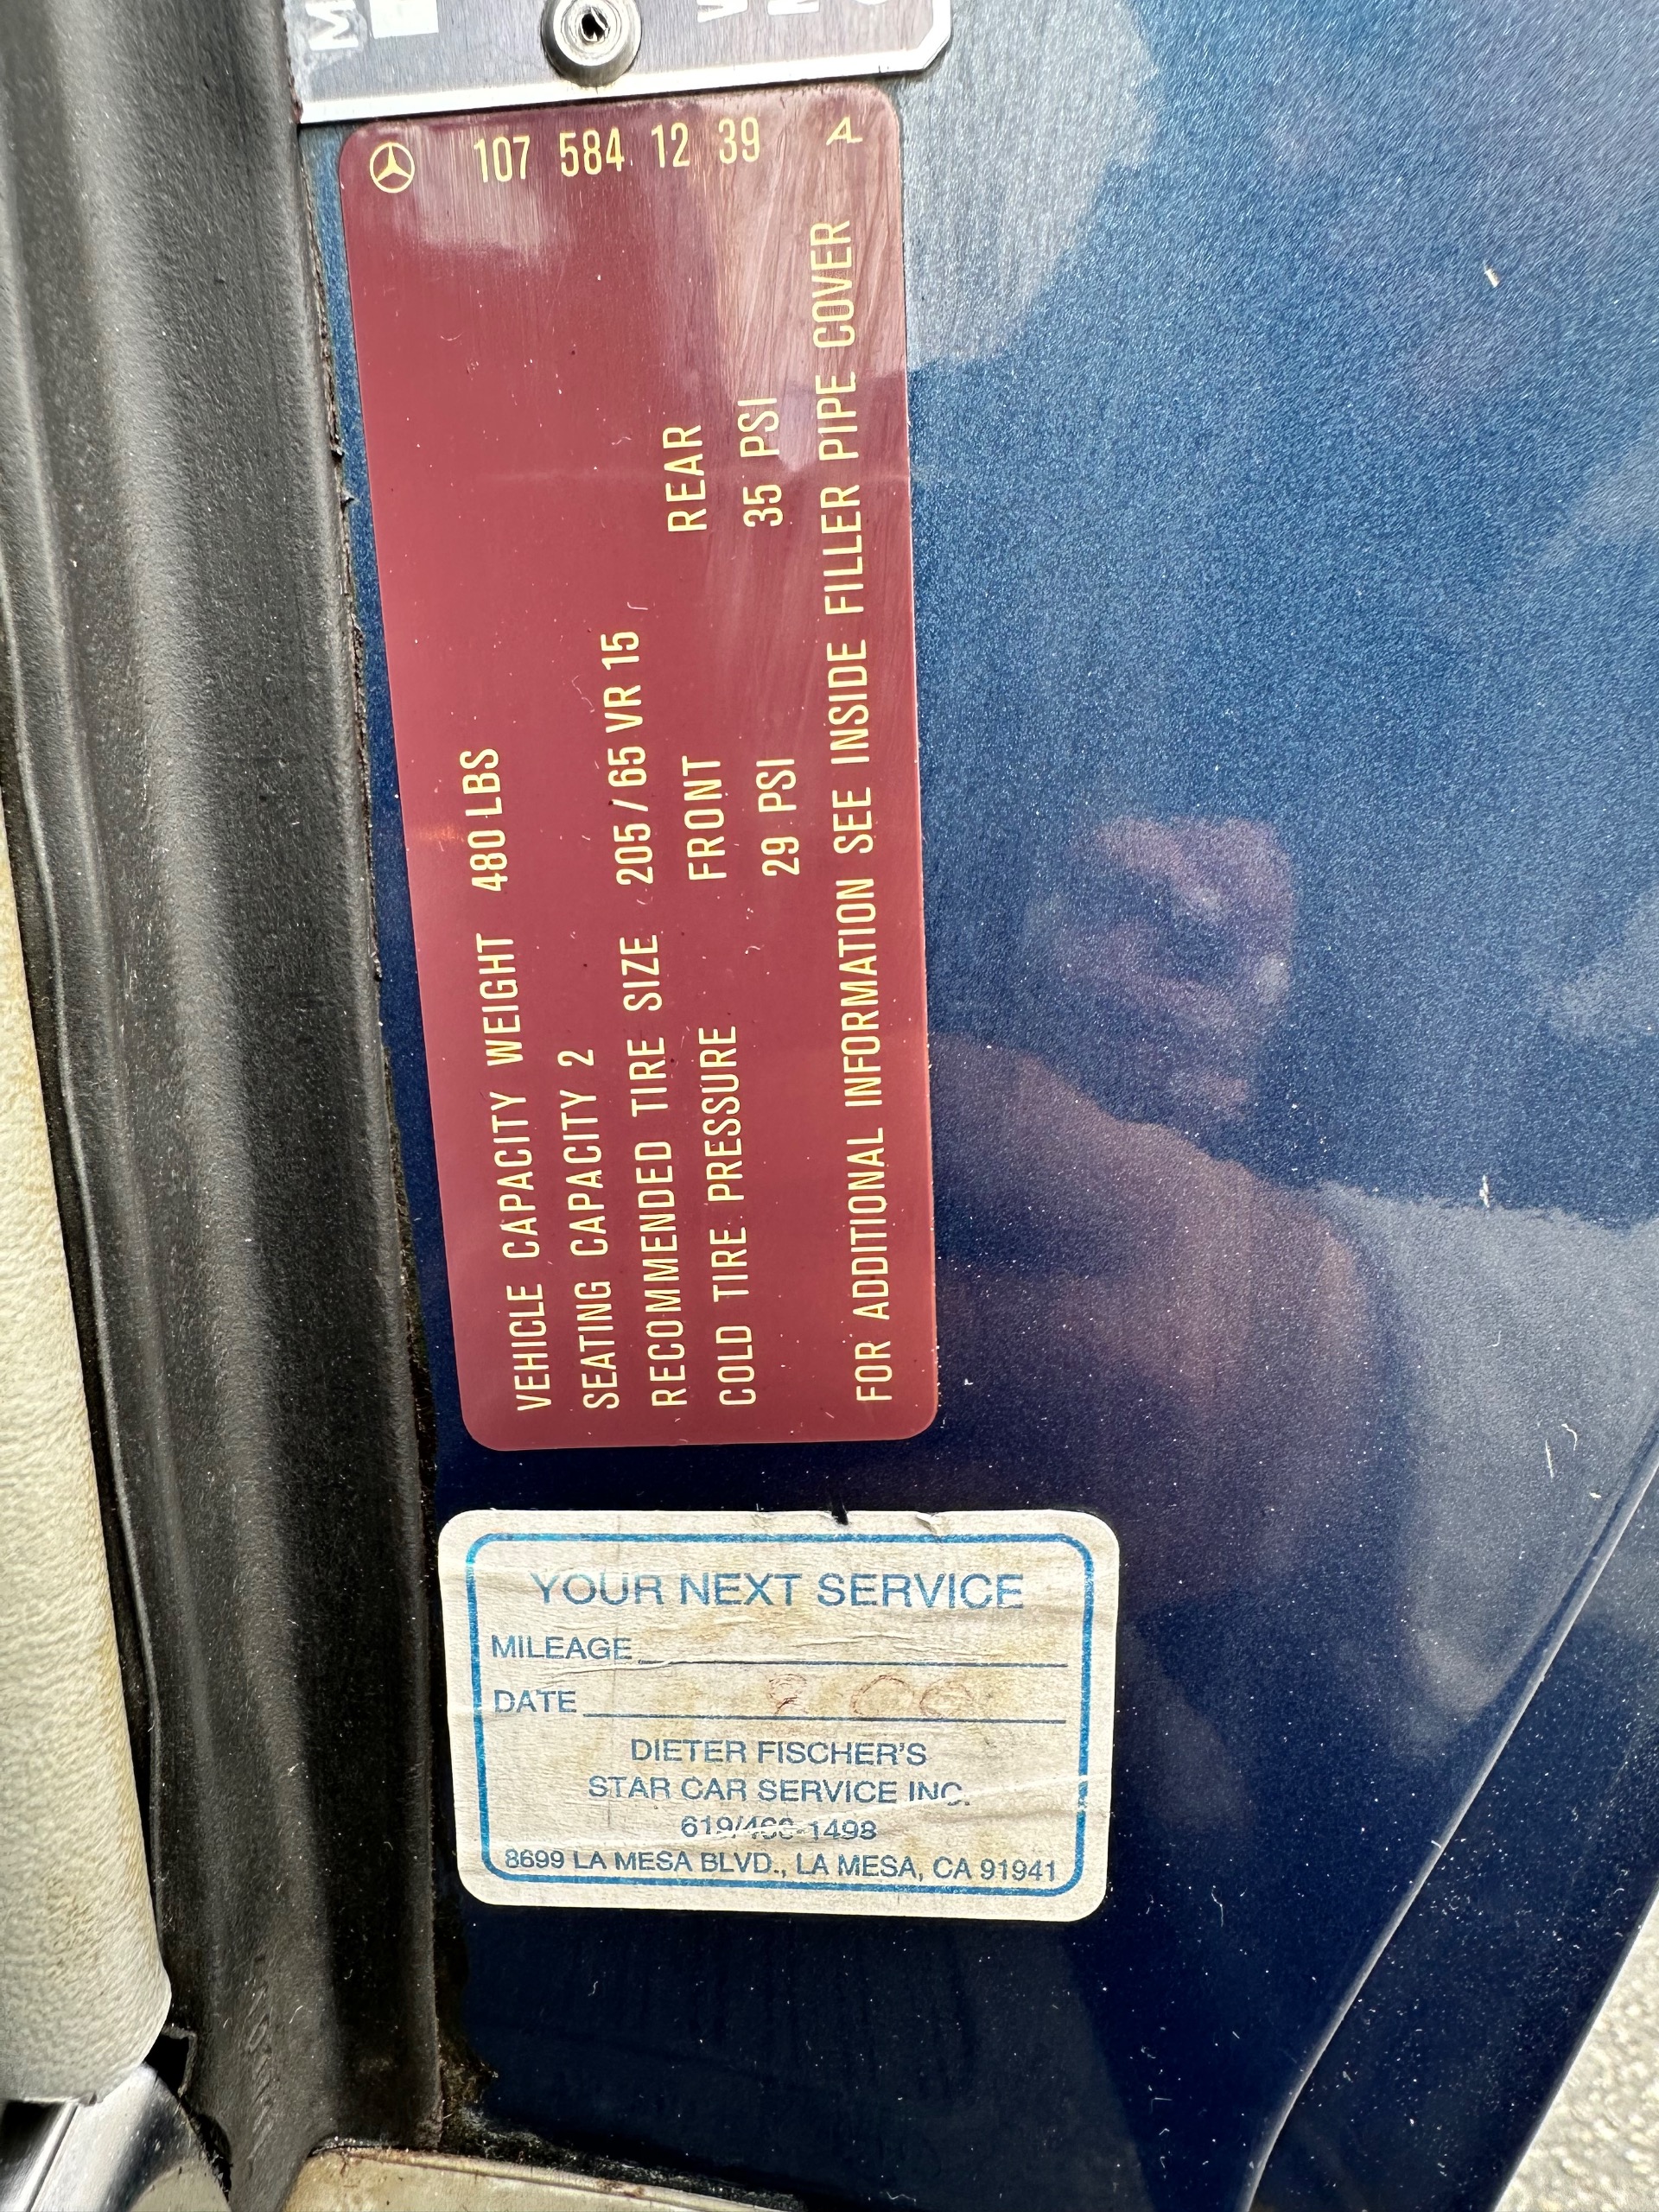 107 584 12 39 A
VEHICLE CAPACITY WEIGHT 480 LBS
SEATING CAPACITY 2
RECOMMENDED TIRE SIZE 205/65 VR 15
FRONT REAR
COLD TIRE PRESSURE
29 PSI 35 PSI
FOR ADDITIONAL INFORMATION SEE INSIDE FILLER PIPE COVER
YOUR NEXT SERVICE
MILEAGE
DATE
DIETER FISCHER'S
STAR CAR SERVICE INC.
8699 LA MESA BLVD., LA MESA, CA 91941